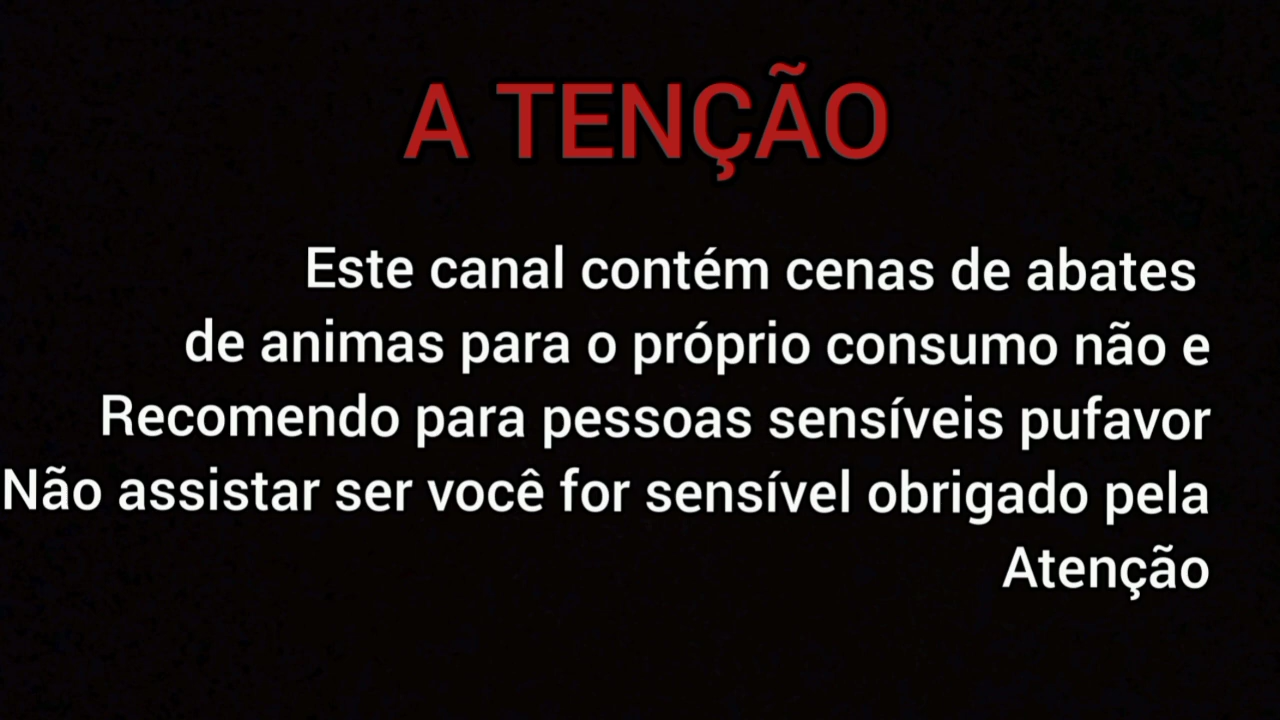 A TENÇÃO
Este canal contém cenas de abates
de animas para o próprio consumo não e
Recomendo para pessoas sensíveis pufavor
Não assistar ser você for sensível obrigado pela
Atenção